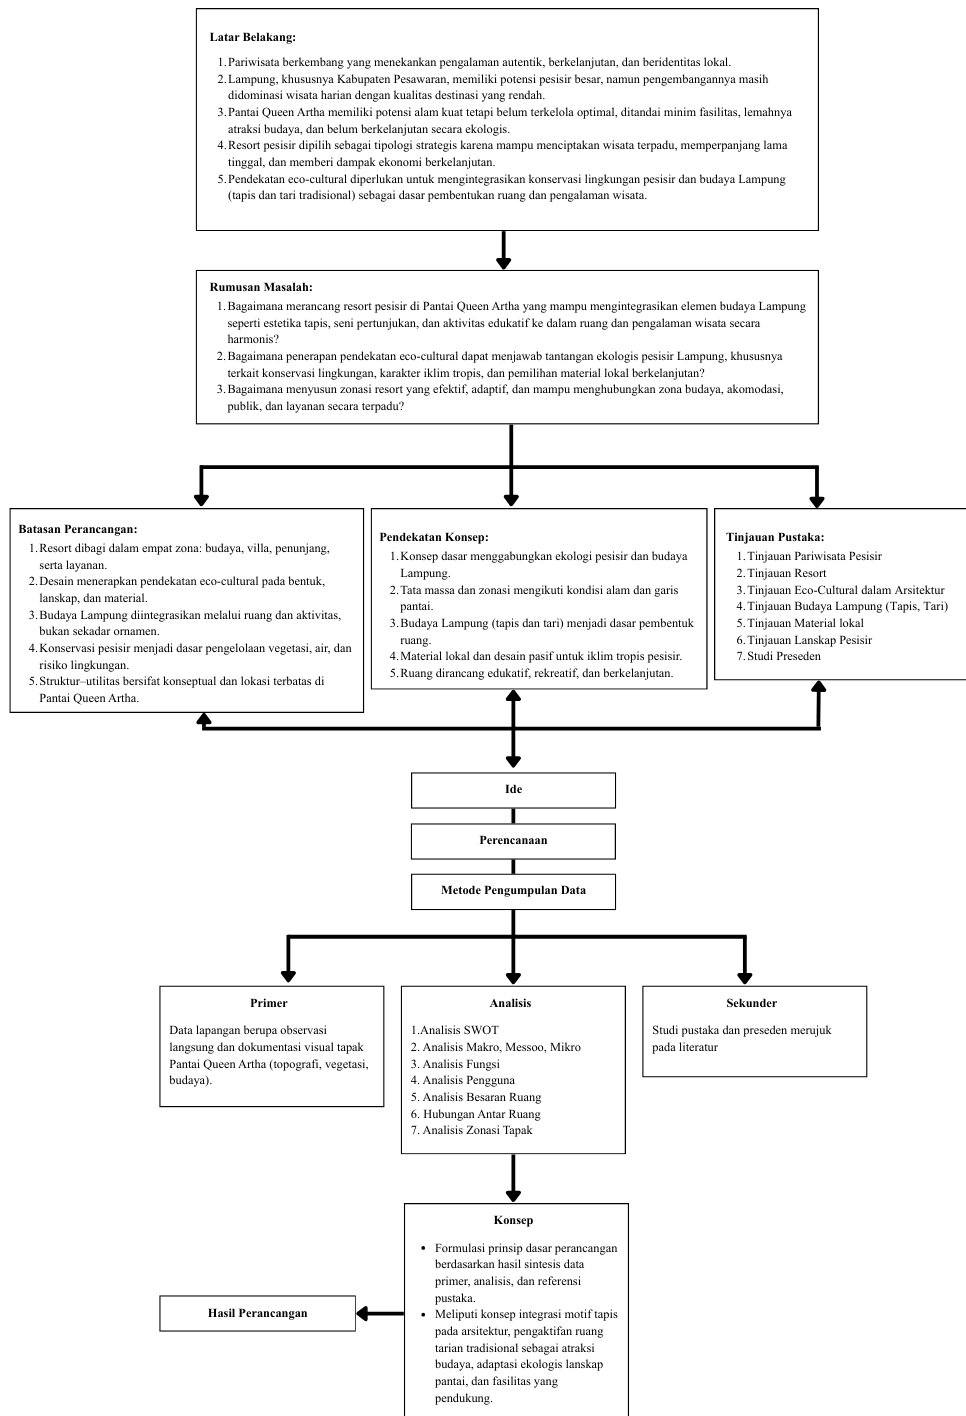 Latar Belakang:
1. Pariwisata berkembang yang menekankan pengalaman autentik, berkelanjutan, dan beridentitas lokal.
2. Lampung, khususnya Kabupaten Pesawaran, memiliki potensi pesisir besar, namun pengembangannya masih
didominasi wisata harian dengan kualitas destinasi yang rendah.
3. Pantai Queen Artha memiliki potensi alam kuat tetapi belum terkelola optimal, ditandai minim fasilitas, lemahnya
atraksi budaya, dan belum berkelanjutan secara ekologis.
4. Resort pesisir dipilih sebagai tipologi strategis karena mampu menciptakan wisata terpadu, memperpanjang lama
tinggal, dan memberi dampak ekonomi berkelanjutan.
5. Pendekatan eco-cultural diperlukan untuk mengintegrasikan konservasi lingkungan pesisir dan budaya Lampung
(tapis dan tari tradisional) sebagai dasar pembentukan ruang dan pengalaman wisata.
Rumusan Masalah:
1. Bagaimana merancang resort pesisir di Pantai Queen Artha yang mampu mengintegrasikan elemen budaya Lampung
seperti estetika tapis, seni pertunjukan, dan aktivitas edukatif ke dalam ruang dan pengalaman wisata secara
harmonis?
2. Bagaimana penerapan pendekatan eco-cultural dapat menjawab tantangan ekologis pesisir Lampung, khususnya
terkait konservasi lingkungan, karakter iklim tropis, dan pemilihan material lokal berkelanjutan?
3. Bagaimana menyusun zonasi resort yang efektif, adaptif, dan mampu menghubungkan zona budaya, akomodasi,
publik, dan layanan secara terpadu?
Batasan Perancangan:
1. Resort dibagi dalam empat zona: budaya, villa, penunjang,
serta layanan.
2. Desain menerapkan pendekatan eco-cultural pada bentuk,
lanskap, dan material.
3. Budaya Lampung diintegrasikan melalui ruang dan aktivitas,
bukan sekadar ornamen.
4. Konservasi pesisir menjadi dasar pengelolaan vegetasi, air, dan
risiko lingkungan.
5. Struktur–utilitas bersifat konseptual dan lokasi terbatas di
Pantai Queen Artha.
Pendekatan Konsep:
1. Konsep dasar menggabungkan ekologi pesisir dan budaya
Lampung.
2. Tata massa dan zonasi mengikuti kondisi alam dan garis
pantai.
3. Budaya Lampung (tapis dan tari) menjadi dasar pembentuk
ruang.
4. Material lokal dan desain pasif untuk iklim tropis pesisir.
5. Ruang dirancang edukatif, rekreatif, dan berkelanjutan.
Tinjauan Pustaka:
1. Tinjauan Pariwisata Pesisir
2. Tinjauan Resort
3. Tinjauan Eco-Cultural dalam Arsitektur
4. Tinjauan Budaya Lampung (Tapis, Tari)
5. Tinjauan Material lokal
6. Tinjauan Lanskap Pesisir
7. Studi Preseden
Ide
Perencanaan
Metode Pengumpulan Data
Primer
Data lapangan berupa observasi
langsung dan dokumentasi visual tapak
Pantai Queen Artha (topografi, vegetasi,
budaya).
Analisis
1.Analisis SWOT
2. Analisis Makro, Messoo, Mikro
3. Analisis Fungsi
4. Analisis Pengguna
5. Analisis Besaran Ruang
6. Hubungan Antar Ruang
7. Analisis Zonasi Tapak
Sekunder
Studi pustaka dan preseden merujuk
pada literatur
Konsep
• Formulasi prinsip dasar perancangan
berdasarkan hasil sintesis data
primer, analisis, dan referensi
pustaka.
• Meliputi konsep integrasi motif tapis
pada arsitektur, pengaktifan ruang
tarian tradisional sebagai atraksi
budaya, adaptasi ekologis lanskap
pantai, dan fasilitas yang
pendukung.
Hasil Perancangan